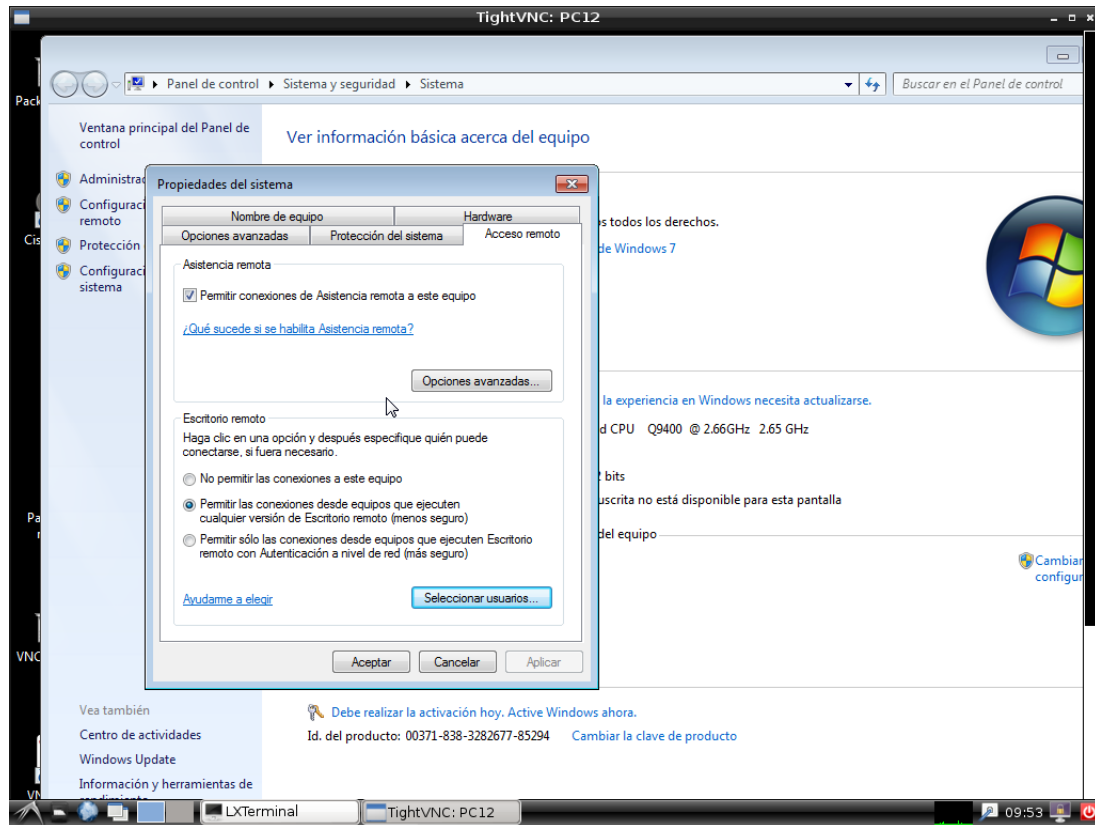 TightVNC: PC12
Pack
Panel de control Sistema y seguridad Sistema
Buscar en el Panel de control
Ventana principal del Panel de
control
Ver información básica acerca del equipo
Administrac
Configuraci
remoto
Cis
Protección
Configuraci
sistema
Propiedades del sistema
Nombre de equipo Hardware
Opciones avanzadas Protección del sistema Acceso remoto
Asistencia remota
Permitir conexiones de Asistencia remota a este equipo
¿Qué sucede si se habilita Asistencia remota?
Opciones avanzadas...
Escritorio remoto
Haga clic en una opción y después especifique quién puede
conectarse, si fuera necesario.
No permitir las conexiones a este equipo
Permitir las conexiones desde equipos que ejecuten
cualquier versión de Escritorio remoto (menos seguro)
Permitir sólo las conexiones desde equipos que ejecuten Escritorio
remoto con Autenticación a nivel de red (más seguro)
Ayudarme a elegir
Seleccionar usuarios...
Aceptar Cancelar Aplicar
os todos los derechos.
de Windows 7
la experiencia en Windows necesita actualizarse.
d CPU Q9400 @ 2.66GHz 2.65 GHz
2 bits
uscrita no está disponible para esta pantalla
del equipo
Cambiar
configur
Pa
VNC
Vea también
Centro de actividades
Windows Update
Información y herramientas de
Debe realizar la activación hoy. Active Windows ahora.
Id. del producto: 00371-838-3282677-85294 Cambiar la clave de producto
VN
LXTerminal
TightVNC: PC12
09:53